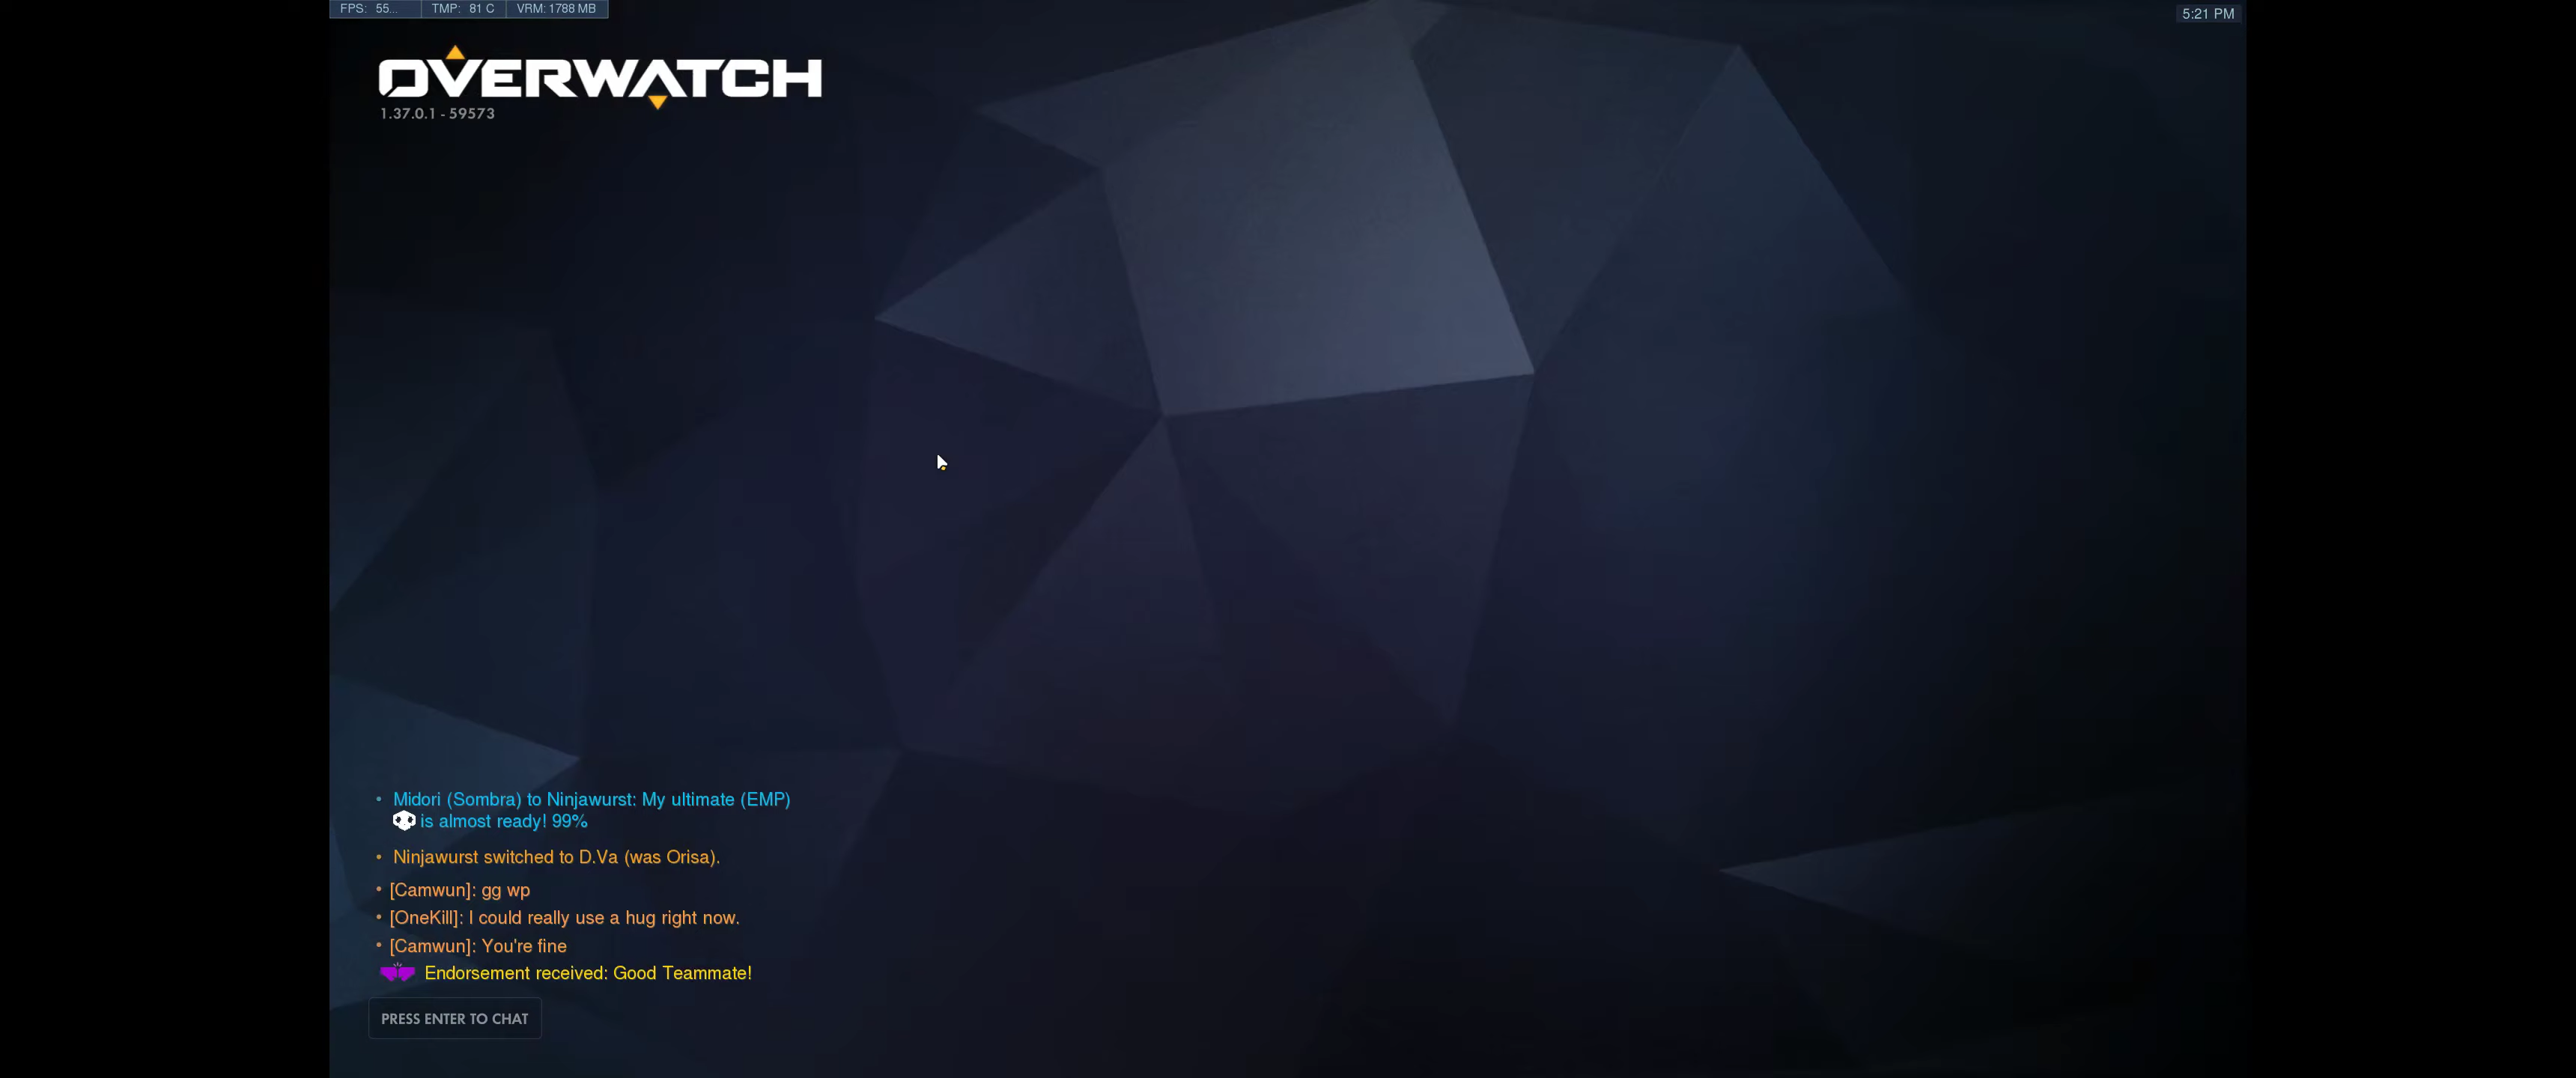 FPS: 55... TMP: 81 C VRM: 1788 MB
5:21 PM
OVERWATCH
1.37.0.1 - 59573
• Midori (Sombra) to Ninjawurst: My ultimate (EMP)
is almost ready! 99%
• Ninjawurst switched to D.Va (was Orisa).
• [Camwun]: gg wp
• [OneKill]: I could really use a hug right now.
• [Camwun]: You're fine
Endorsement received: Good Teammate!
PRESS ENTER TO CHAT